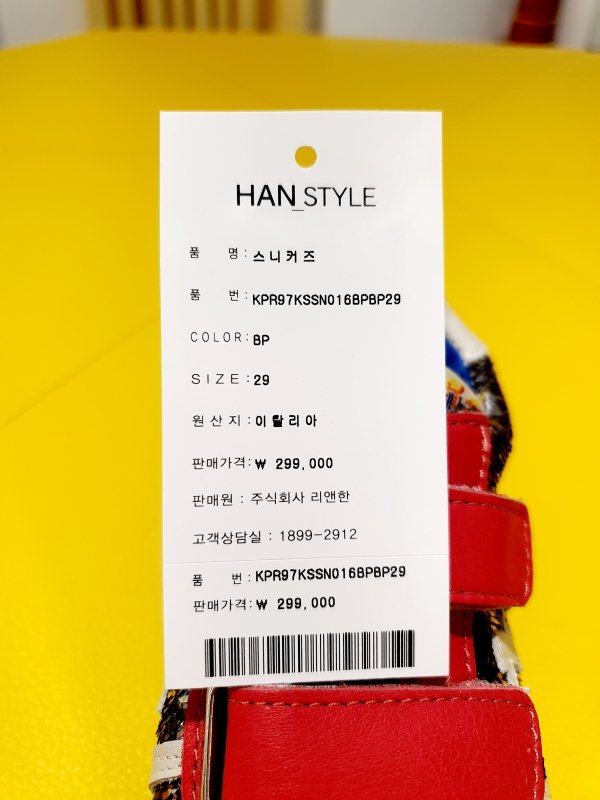 HAN_STYLE
품 명 : 스니커즈
품 번 : KPR97KSSN016BPBP29
COLOR : BP
SIZE : 29
원산지 : 이탈리아
판매가격 : ₩ 299,000
판매원 : 주식회사 리앤한
고객상담실 : 1899-2912
품 번 : KPR97KSSN016BPBP29
판매가격 : ₩ 299,000